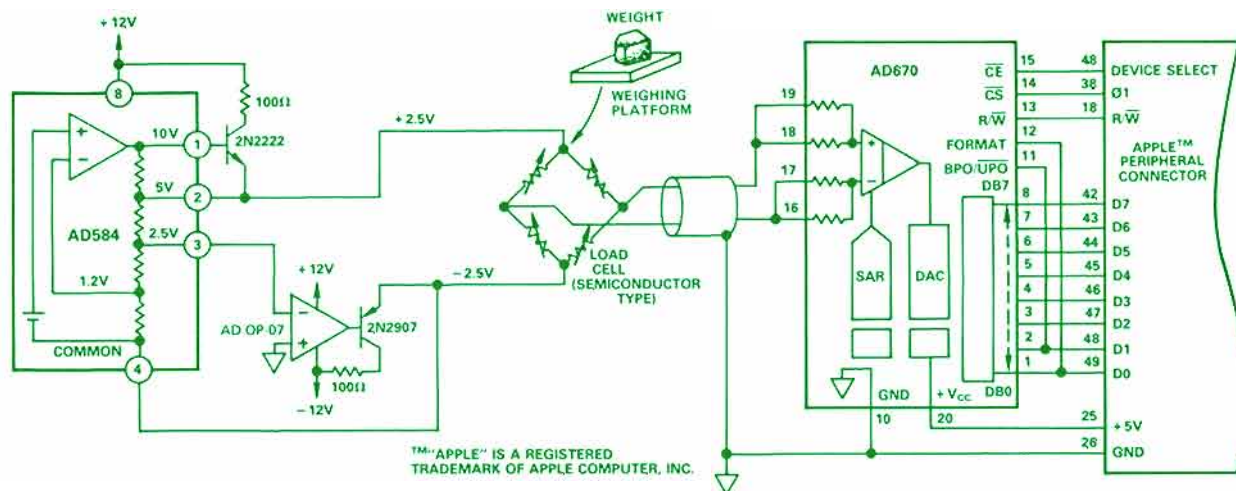 + 12V
8
100Ω
2N2222
10V
1
5V
2
2.5V
3
AD584
1.2V
COMMON
4
+ 2.5V
− 2.5V
+ 12V
AD OP-07
2N2907
100Ω
− 12V
WEIGHT
WEIGHING
PLATFORM
LOAD
CELL
(SEMICONDUCTOR
TYPE)
™"APPLE" IS A REGISTERED
TRADEMARK OF APPLE COMPUTER, INC.
AD670
19
18
17
16
SAR
DAC
GND
10
+ VCC
20
CE
CS
R/W
FORMAT
BPO/UPO
DB7
DB0
15
14
13
12
11
8
7
6
5
4
3
2
1
48
38
18
42
43
44
45
46
47
48
49
25
26
DEVICE SELECT
Ø1
R/W
APPLE™
PERIPHERAL
CONNECTOR
D7
D6
D5
D4
D3
D2
D1
D0
+ 5V
GND